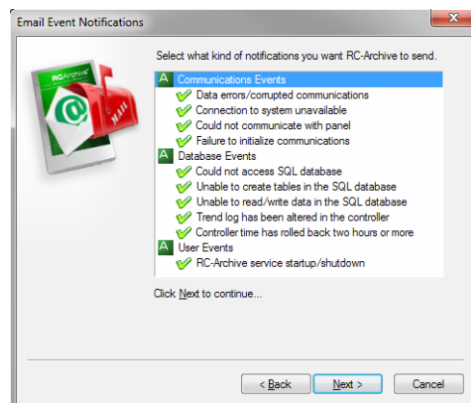 Email Event Notifications
Select what kind of notifications you want RC-Archive to send.
RCArchive
MAIL
Communications Events
Data errors/corrupted communications
Connection to system unavailable
Could not communicate with panel
Failure to initialize communications
Database Events
Could not access SQL database
Unable to create tables in the SQL database
Unable to read/write data in the SQL database
Trend log has been altered in the controller
Controller time has rolled back two hours or more
User Events
RC-Archive service startup/shutdown
Click Next to continue...
< Back Next > Cancel